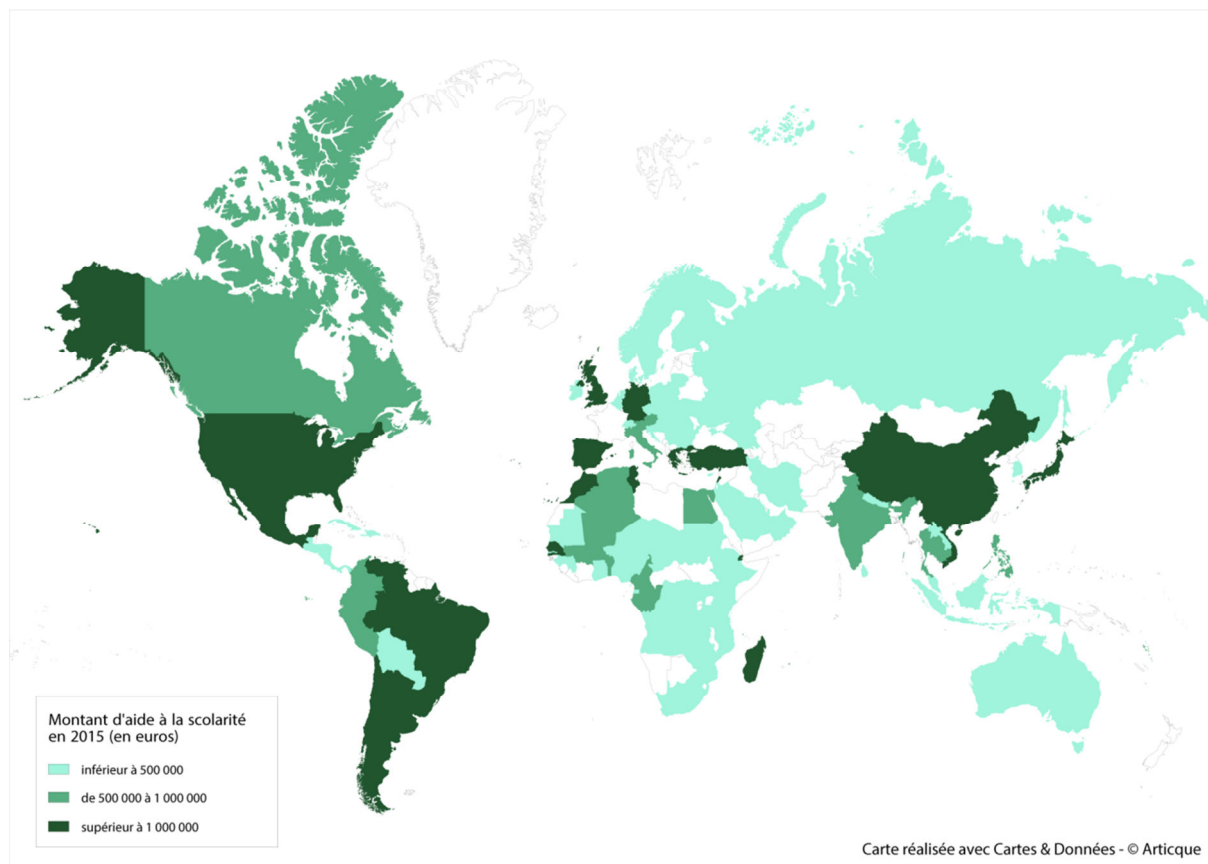 Montant d'aide à la scolarité
en 2015 (en euros)
inférieur à 500 000
de 500 000 à 1 000 000
supérieur à 1 000 000
Carte réalisée avec Cartes & Données - © Articque